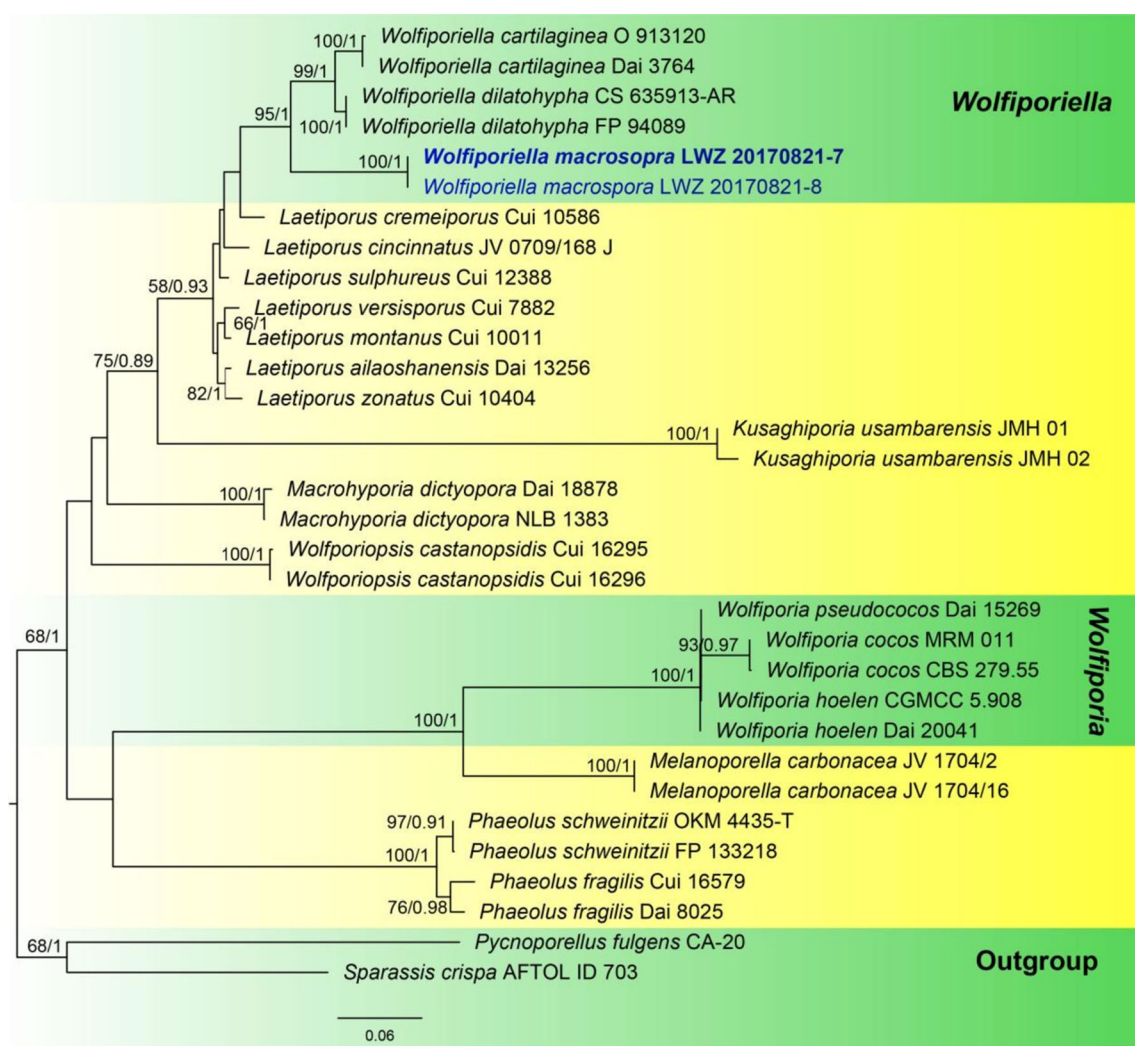 100/1
Wolfiporiella cartilaginea O 913120
Wolfiporiella cartilaginea Dai 3764
99/1
Wolfiporiella dilatohypha CS 635913-AR
Wolfiporiella
95/1
100/1
Wolfiporiella dilatohypha FP 94089
100/1
Wolfiporiella macrosopra LWZ 20170821-7
Wolfiporiella macrospora LWZ 20170821-8
Laetiporus cremeiporus Cui 10586
Laetiporus cincinnatus JV 0709/168 J
Laetiporus sulphureus Cui 12388
58/0.93
Laetiporus versisporus Cui 7882
66/1
Laetiporus montanus Cui 10011
75/0.89
Laetiporus ailaoshanensis Dai 13256
82/1
Laetiporus zonatus Cui 10404
100/1
Kusaghiporia usambarensis JMH 01
Kusaghiporia usambarensis JMH 02
100/1
Macrohyporia dictyopora Dai 18878
Macrohyporia dictyopora NLB 1383
100/1
Wolfporiopsis castanopsidis Cui 16295
Wolfporiopsis castanopsidis Cui 16296
Wolfiporia pseudococos Dai 15269
68/1
93/0.97
Wolfiporia cocos MRM 011
Wolfiporia cocos CBS 279.55
Wolfiporia
100/1
Wolfiporia hoelen CGMCC 5.908
100/1
Wolfiporia hoelen Dai 20041
100/1
Melanoporella carbonacea JV 1704/2
Melanoporella carbonacea JV 1704/16
97/0.91
Phaeolus schweinitzii OKM 4435-T
100/1
Phaeolus schweinitzii FP 133218
Phaeolus fragilis Cui 16579
76/0.98
Phaeolus fragilis Dai 8025
68/1
Pycnoporellus fulgens CA-20
Outgroup
Sparassis crispa AFTOL ID 703
0.06